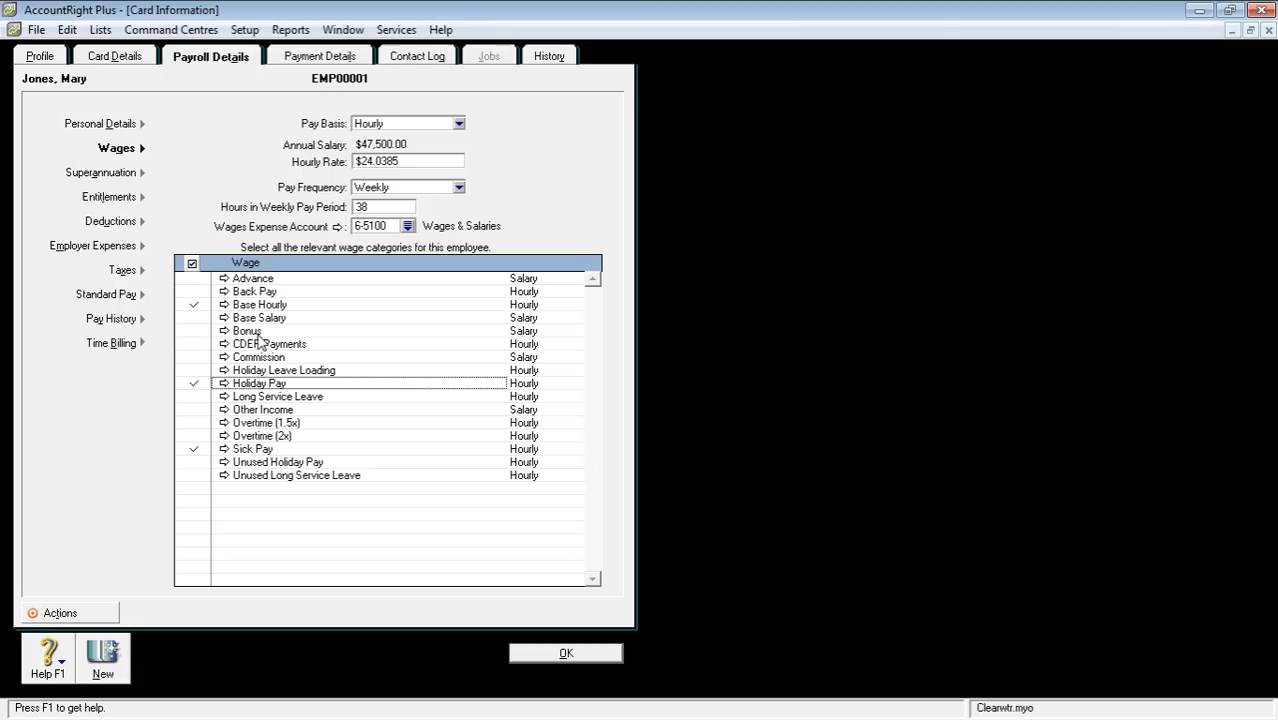 AccountRight Plus - [Card Information]
File Edit Lists Command Centres Setup Reports Window Services Help
Profile Card Details Payroll Details Payment Details Contact Log Jobs History
Jones, Mary EMP00001
Personal Details
Wages
Superannuation
Entitlements
Deductions
Employer Expenses
Taxes
Standard Pay
Pay History
Time Billing
Pay Basis: Hourly
Annual Salary: $47,500.00
Hourly Rate: $24.0385
Pay Frequency: Weekly
Hours in Weekly Pay Period: 38
Wages Expense Account : 6-5100 Wages & Salaries
Select all the relevant wage categories for this employee.
Wage
Advance Salary
Back Pay Hourly
Base Hourly Hourly
Base Salary Salary
Bonus Salary
CDEP Payments Hourly
Commission Salary
Holiday Leave Loading Hourly
Holiday Pay Hourly
Long Service Leave Hourly
Other Income Salary
Overtime (1.5x) Hourly
Overtime (2x) Hourly
Sick Pay Hourly
Unused Holiday Pay Hourly
Unused Long Service Leave Hourly
Actions
Help F1 New OK
Press F1 to get help. Clearwtr.myo